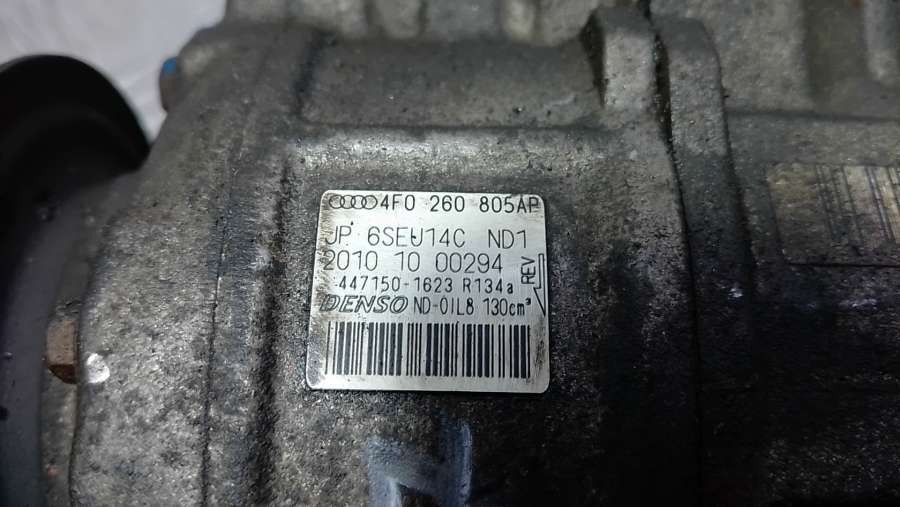 4F0 260 805AP
JP 6SEU14C ND1
2010 10 00294
REV
447150-1623 R134a
DENSO ND-OIL8 130cm³